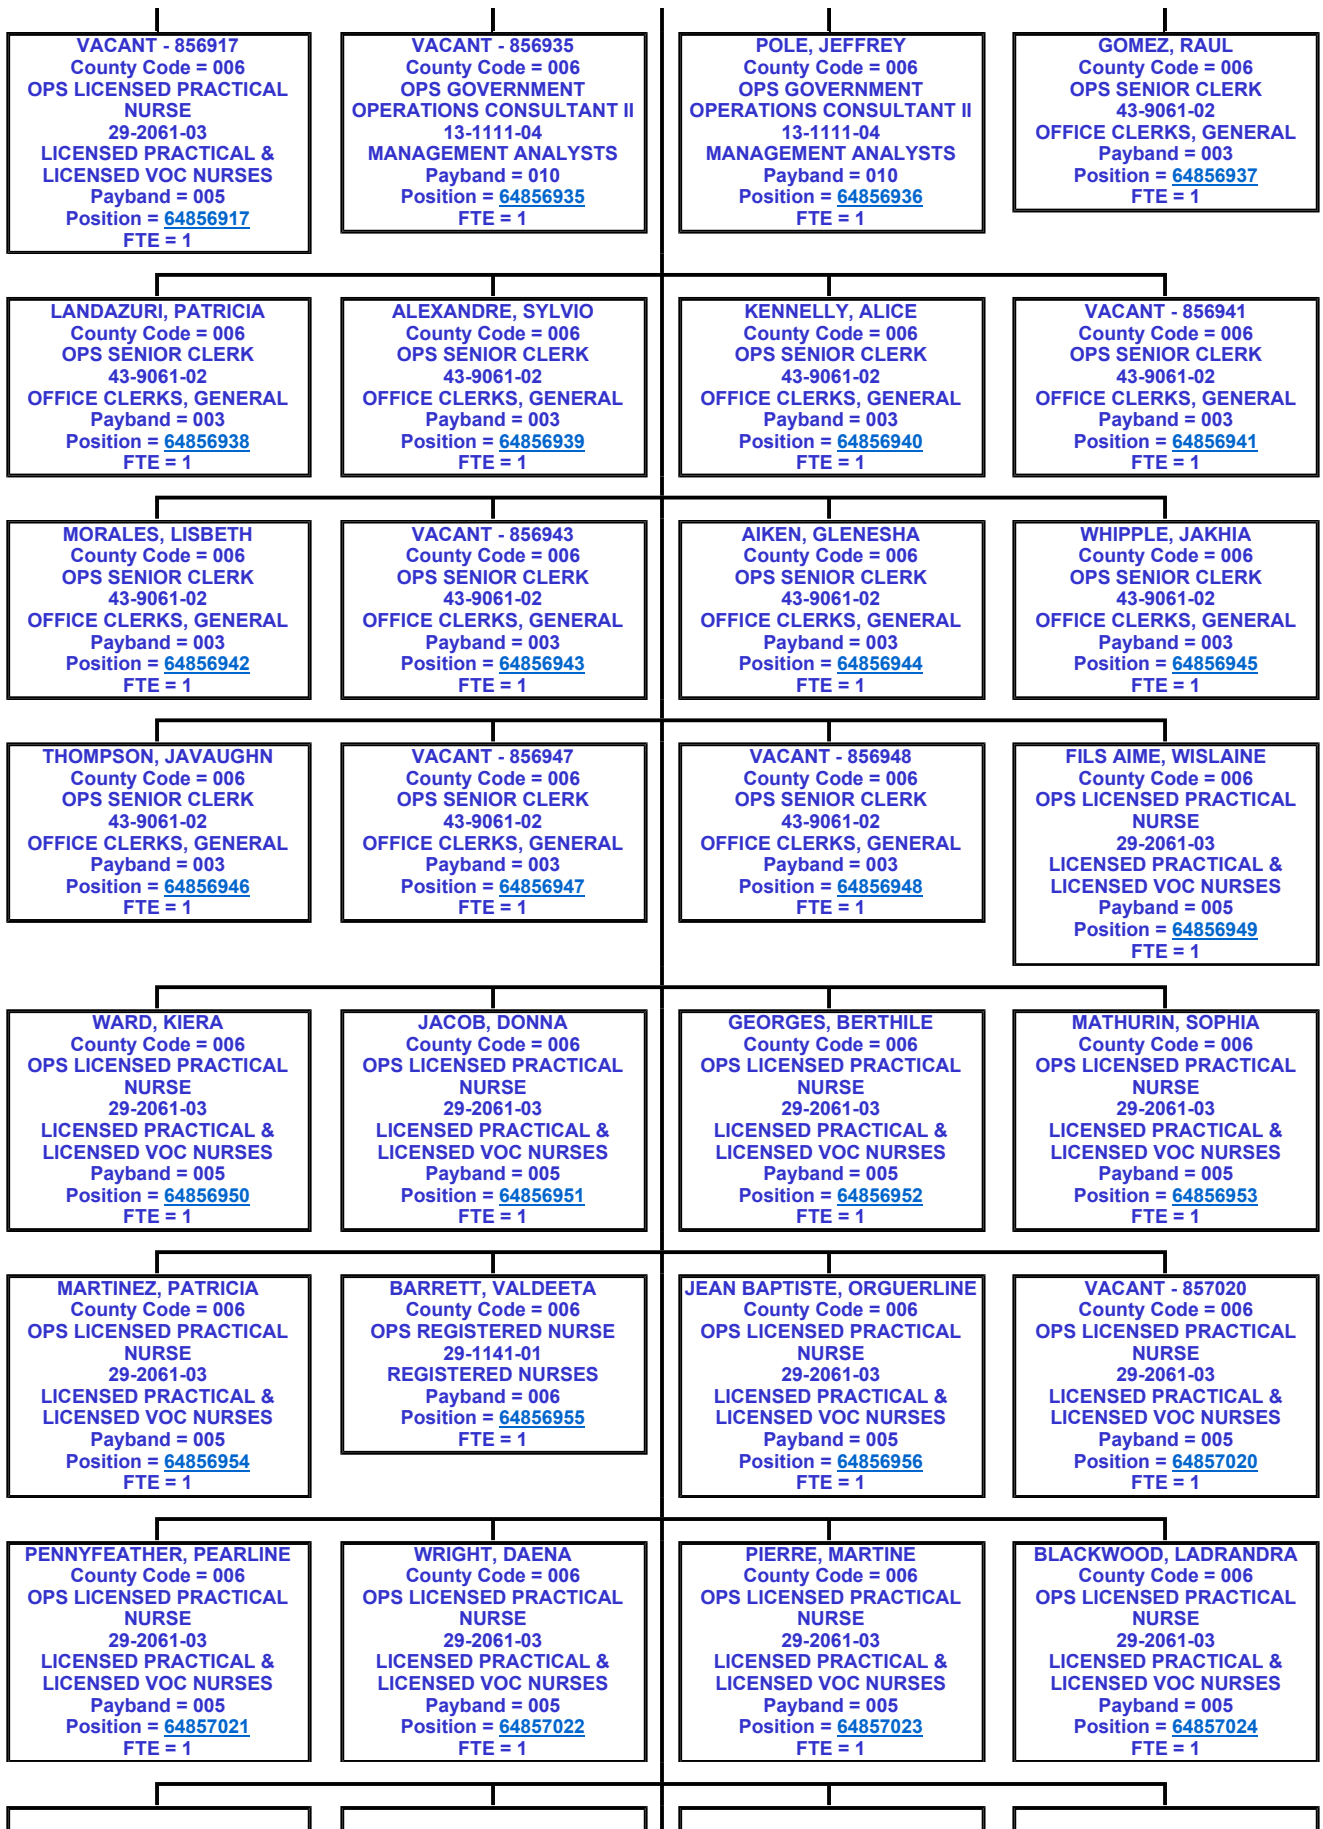 VACANT - 856917
County Code = 006
OPS LICENSED PRACTICAL
NURSE
29-2061-03
LICENSED PRACTICAL &
LICENSED VOC NURSES
Payband = 005
Position = 64856917
FTE = 1
VACANT - 856935
County Code = 006
OPS GOVERNMENT
OPERATIONS CONSULTANT II
13-1111-04
MANAGEMENT ANALYSTS
Payband = 010
Position = 64856935
FTE = 1
POLE, JEFFREY
County Code = 006
OPS GOVERNMENT
OPERATIONS CONSULTANT II
13-1111-04
MANAGEMENT ANALYSTS
Payband = 010
Position = 64856936
FTE = 1
GOMEZ, RAUL
County Code = 006
OPS SENIOR CLERK
43-9061-02
OFFICE CLERKS, GENERAL
Payband = 003
Position = 64856937
FTE = 1
LANDAZURI, PATRICIA
County Code = 006
OPS SENIOR CLERK
43-9061-02
OFFICE CLERKS, GENERAL
Payband = 003
Position = 64856938
FTE = 1
ALEXANDRE, SYLVIO
County Code = 006
OPS SENIOR CLERK
43-9061-02
OFFICE CLERKS, GENERAL
Payband = 003
Position = 64856939
FTE = 1
KENNELLY, ALICE
County Code = 006
OPS SENIOR CLERK
43-9061-02
OFFICE CLERKS, GENERAL
Payband = 003
Position = 64856940
FTE = 1
VACANT - 856941
County Code = 006
OPS SENIOR CLERK
43-9061-02
OFFICE CLERKS, GENERAL
Payband = 003
Position = 64856941
FTE = 1
MORALES, LISBETH
County Code = 006
OPS SENIOR CLERK
43-9061-02
OFFICE CLERKS, GENERAL
Payband = 003
Position = 64856942
FTE = 1
VACANT - 856943
County Code = 006
OPS SENIOR CLERK
43-9061-02
OFFICE CLERKS, GENERAL
Payband = 003
Position = 64856943
FTE = 1
AIKEN, GLENESHA
County Code = 006
OPS SENIOR CLERK
43-9061-02
OFFICE CLERKS, GENERAL
Payband = 003
Position = 64856944
FTE = 1
WHIPPLE, JAKHIA
County Code = 006
OPS SENIOR CLERK
43-9061-02
OFFICE CLERKS, GENERAL
Payband = 003
Position = 64856945
FTE = 1
THOMPSON, JAVAUGHN
County Code = 006
OPS SENIOR CLERK
43-9061-02
OFFICE CLERKS, GENERAL
Payband = 003
Position = 64856946
FTE = 1
VACANT - 856947
County Code = 006
OPS SENIOR CLERK
43-9061-02
OFFICE CLERKS, GENERAL
Payband = 003
Position = 64856947
FTE = 1
VACANT - 856948
County Code = 006
OPS SENIOR CLERK
43-9061-02
OFFICE CLERKS, GENERAL
Payband = 003
Position = 64856948
FTE = 1
FILS AIME, WISLAINE
County Code = 006
OPS LICENSED PRACTICAL
NURSE
29-2061-03
LICENSED PRACTICAL &
LICENSED VOC NURSES
Payband = 005
Position = 64856949
FTE = 1
WARD, KIERA
County Code = 006
OPS LICENSED PRACTICAL
NURSE
29-2061-03
LICENSED PRACTICAL &
LICENSED VOC NURSES
Payband = 005
Position = 64856950
FTE = 1
JACOB, DONNA
County Code = 006
OPS LICENSED PRACTICAL
NURSE
29-2061-03
LICENSED PRACTICAL &
LICENSED VOC NURSES
Payband = 005
Position = 64856951
FTE = 1
GEORGES, BERTHILE
County Code = 006
OPS LICENSED PRACTICAL
NURSE
29-2061-03
LICENSED PRACTICAL &
LICENSED VOC NURSES
Payband = 005
Position = 64856952
FTE = 1
MATHURIN, SOPHIA
County Code = 006
OPS LICENSED PRACTICAL
NURSE
29-2061-03
LICENSED PRACTICAL &
LICENSED VOC NURSES
Payband = 005
Position = 64856953
FTE = 1
MARTINEZ, PATRICIA
County Code = 006
OPS LICENSED PRACTICAL
NURSE
29-2061-03
LICENSED PRACTICAL &
LICENSED VOC NURSES
Payband = 005
Position = 64856954
FTE = 1
BARRETT, VALDEETA
County Code = 006
OPS REGISTERED NURSE
29-1141-01
REGISTERED NURSES
Payband = 006
Position = 64856955
FTE = 1
JEAN BAPTISTE, ORGUERLINE
County Code = 006
OPS LICENSED PRACTICAL
NURSE
29-2061-03
LICENSED PRACTICAL &
LICENSED VOC NURSES
Payband = 005
Position = 64856956
FTE = 1
VACANT - 857020
County Code = 006
OPS LICENSED PRACTICAL
NURSE
29-2061-03
LICENSED PRACTICAL &
LICENSED VOC NURSES
Payband = 005
Position = 64857020
FTE = 1
PENNYFEATHER, PEARLINE
County Code = 006
OPS LICENSED PRACTICAL
NURSE
29-2061-03
LICENSED PRACTICAL &
LICENSED VOC NURSES
Payband = 005
Position = 64857021
FTE = 1
WRIGHT, DAENA
County Code = 006
OPS LICENSED PRACTICAL
NURSE
29-2061-03
LICENSED PRACTICAL &
LICENSED VOC NURSES
Payband = 005
Position = 64857022
FTE = 1
PIERRE, MARTINE
County Code = 006
OPS LICENSED PRACTICAL
NURSE
29-2061-03
LICENSED PRACTICAL &
LICENSED VOC NURSES
Payband = 005
Position = 64857023
FTE = 1
BLACKWOOD, LADRANDRA
County Code = 006
OPS LICENSED PRACTICAL
NURSE
29-2061-03
LICENSED PRACTICAL &
LICENSED VOC NURSES
Payband = 005
Position = 64857024
FTE = 1